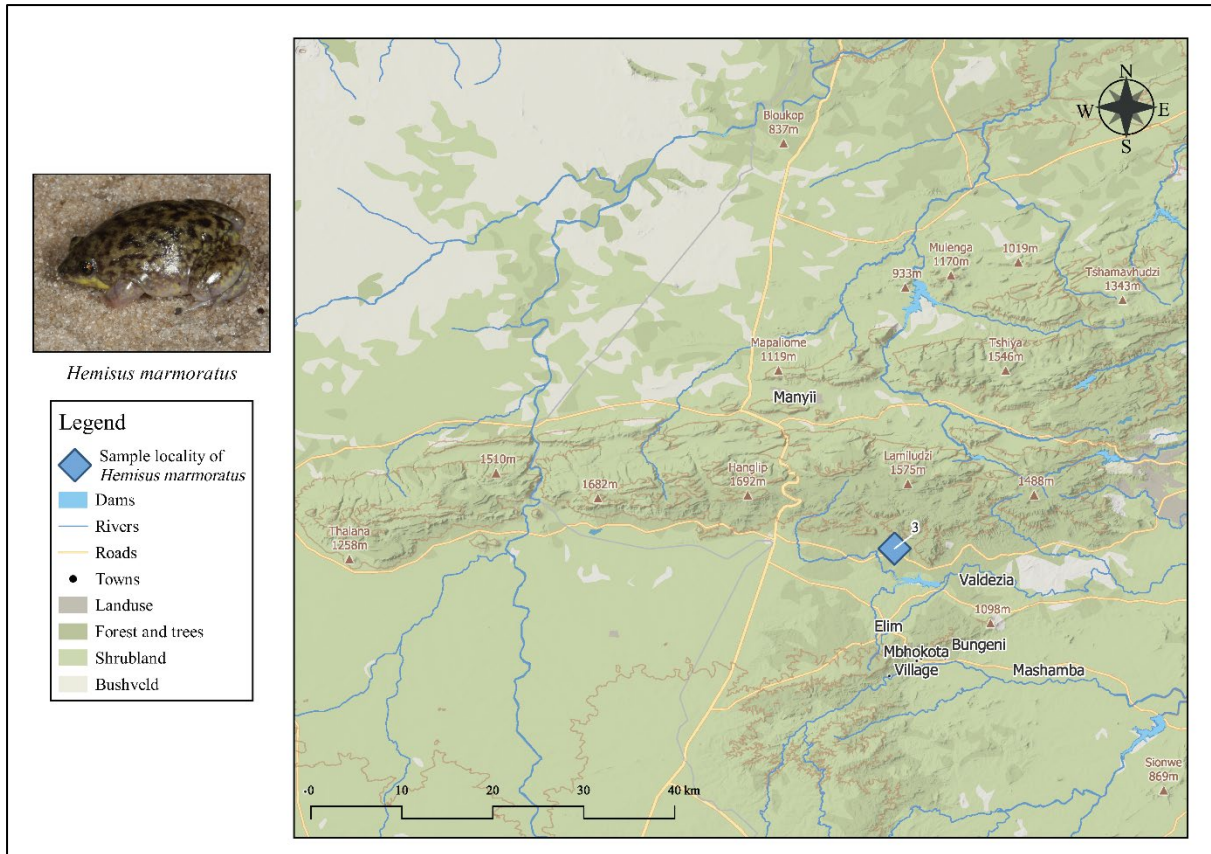 Hemisus marmoratus
Legend
Sample locality of
Hemisus marmoratus
Dams
Rivers
Roads
Towns
Landuse
Forest and trees
Shrubland
Bushveld
N
W E
S
Bloukop
837m
Mulenga
1170m
1019m
933m
Tshamavhudzi
1343m
Mapaliome
1119m
Tshiya
1546m
Manyii
1510m
1682m
Hanglip
1692m
Lamiludzi
1575m
1488m
Thalana
1258m
3
Valdezia
1098m
Elim
Bungeni
Mbhokota
Village
Mashamba
Sionwe
869m
0 10 20 30 40 km